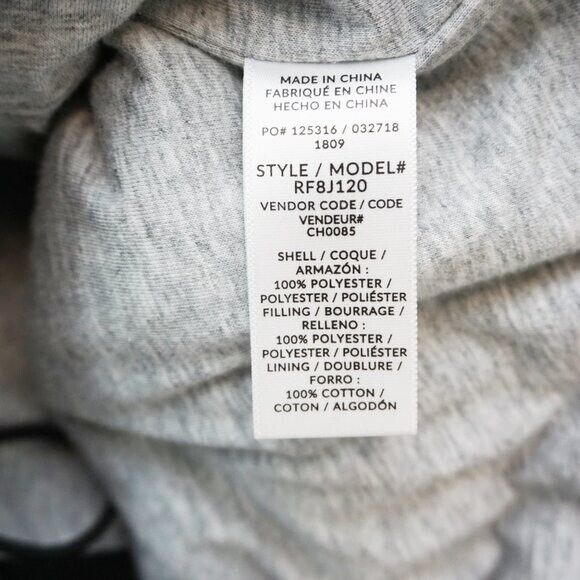 MADE IN CHINA
FABRIQUÉ EN CHINE
HECHO EN CHINA
PO# 125316 / 032718
1809
STYLE / MODEL#
RF8J120
VENDOR CODE / CODE
VENDEUR#
CH0085
SHELL / COQUE /
ARMAZÓN :
100% POLYESTER /
POLYESTER / POLIÉSTER
FILLING / BOURRAGE /
RELLENO :
100% POLYESTER /
POLYESTER / POLIÉSTER
LINING / DOUBLURE /
FORRO :
100% COTTON /
COTON / ALGODÓN